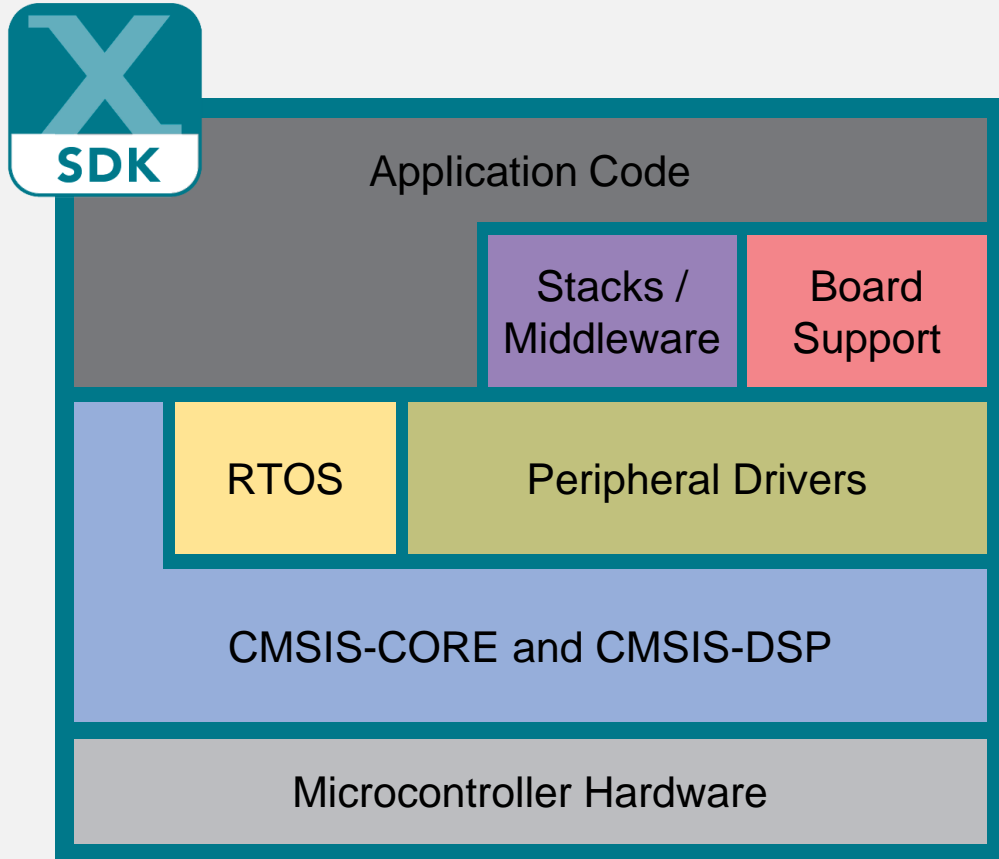 X
SDK
Application Code
Stacks /
Middleware
Board
Support
RTOS
Peripheral Drivers
CMSIS-CORE and CMSIS-DSP
Microcontroller Hardware